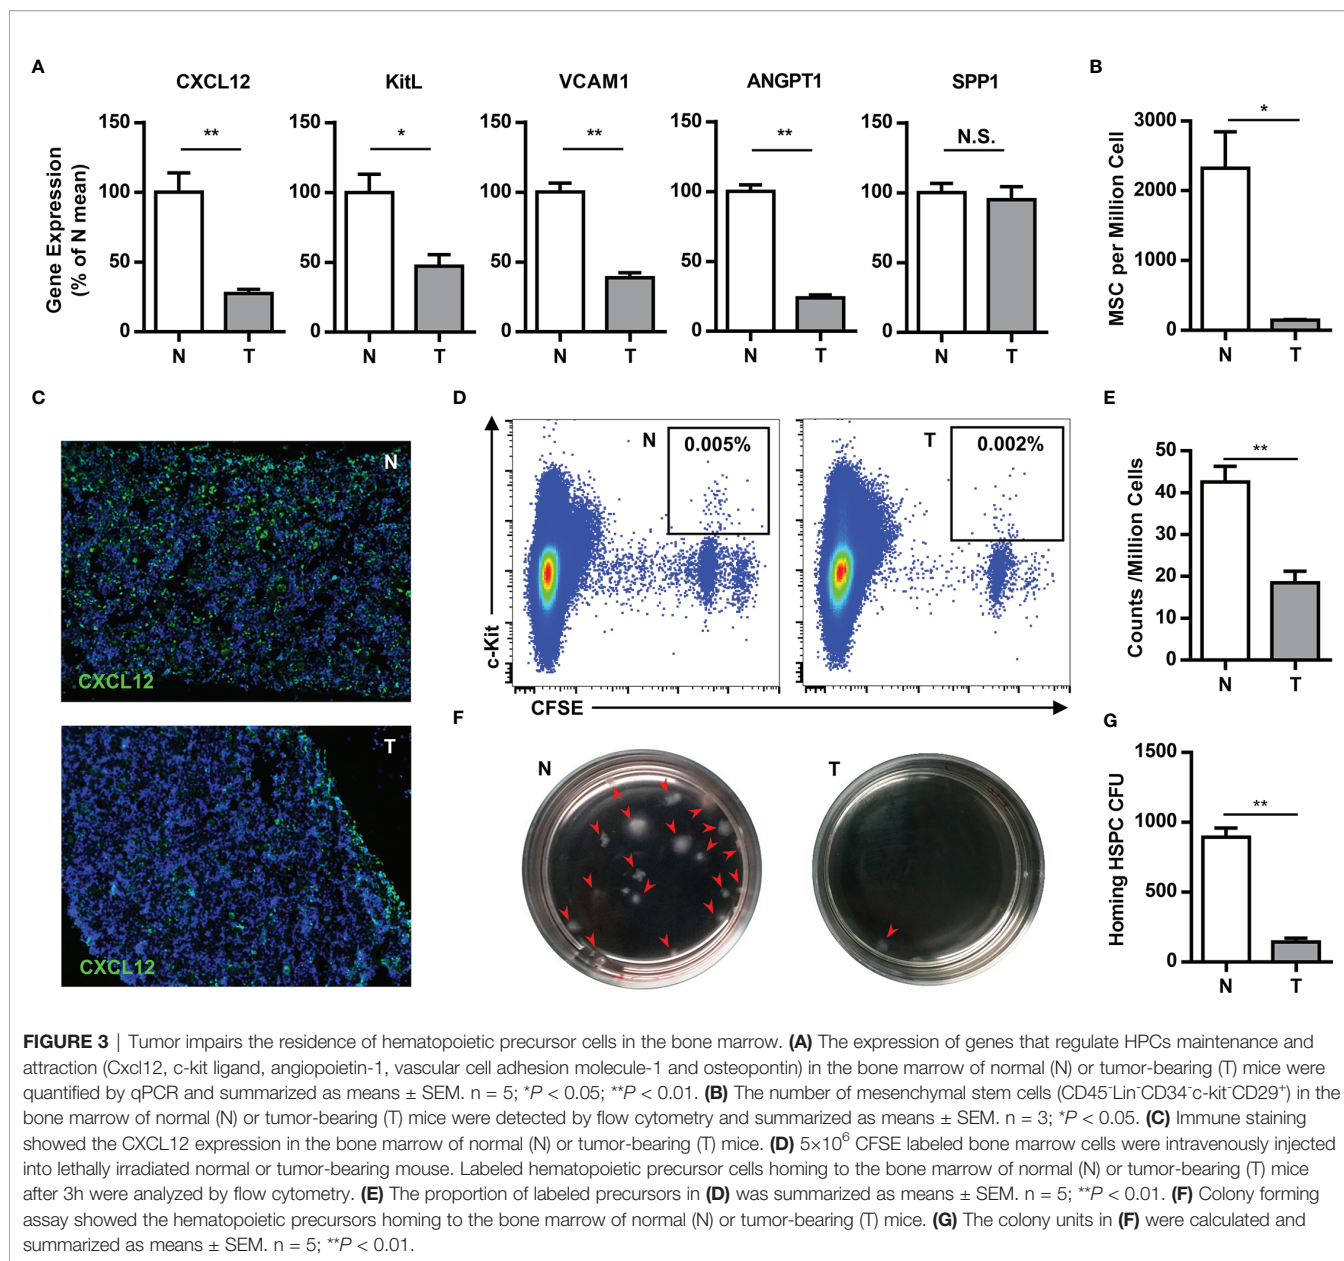 A
CXCL12
KitL
VCAM1
ANGPT1
SPP1
Gene Expression
(% of N mean)
150
100
50
0
**
N
T
150
100
50
0
*
N
T
150
100
50
0
**
N
T
150
100
50
0
**
N
T
150
100
50
0
N.S.
N
T
B
MSC per Million Cell
3000
2000
1000
0
*
N
T
C
N
CXCL12
T
CXCL12
D
c-Kit
N
0.005%
T
0.002%
CFSE
E
Counts /Million Cells
50
40
30
20
10
0
**
N
T
F
N
T
G
Homing HSPC CFU
1500
1000
500
0
**
N
T
FIGURE 3 | Tumor impairs the residence of hematopoietic precursor cells in the bone marrow. (A) The expression of genes that regulate HPCs maintenance and
attraction (Cxcl12, c-kit ligand, angiopoietin-1, vascular cell adhesion molecule-1 and osteopontin) in the bone marrow of normal (N) or tumor-bearing (T) mice were
quantified by qPCR and summarized as means ± SEM. n = 5; *P < 0.05; **P < 0.01. (B) The number of mesenchymal stem cells (CD45⁻Lin⁻CD34⁻c-kit⁻CD29⁺) in the
bone marrow of normal (N) or tumor-bearing (T) mice were detected by flow cytometry and summarized as means ± SEM. n = 3; *P < 0.05. (C) Immune staining
showed the CXCL12 expression in the bone marrow of normal (N) or tumor-bearing (T) mice. (D) 5×10⁶ CFSE labeled bone marrow cells were intravenously injected
into lethally irradiated normal or tumor-bearing mouse. Labeled hematopoietic precursor cells homing to the bone marrow of normal (N) or tumor-bearing (T) mice
after 3h were analyzed by flow cytometry. (E) The proportion of labeled precursors in (D) was summarized as means ± SEM. n = 5; **P < 0.01. (F) Colony forming
assay showed the hematopoietic precursors homing to the bone marrow of normal (N) or tumor-bearing (T) mice. (G) The colony units in (F) were calculated and
summarized as means ± SEM. n = 5; **P < 0.01.